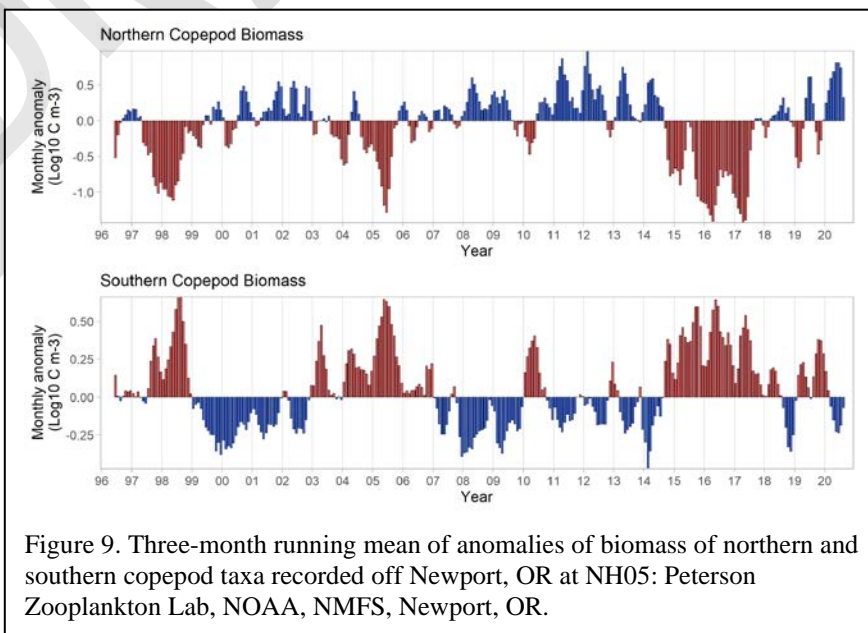 Northern Copepod Biomass
Monthly anomaly
(Log10 C m-3)
0.5
0.0
-0.5
-1.0
96 97 98 99 00 01 02 03 04 05 06 07 08 09 10 11 12 13 14 15 16 17 18 19 20
Year
Southern Copepod Biomass
Monthly anomaly
(Log10 C m-3)
0.50
0.25
0.00
-0.25
96 97 98 99 00 01 02 03 04 05 06 07 08 09 10 11 12 13 14 15 16 17 18 19 20
Year
Figure 9. Three-month running mean of anomalies of biomass of northern and
southern copepod taxa recorded off Newport, OR at NH05: Peterson
Zooplankton Lab, NOAA, NMFS, Newport, OR.